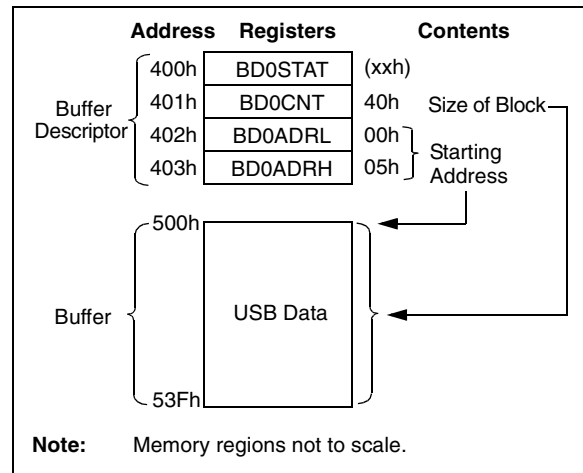 Address Registers Contents
400h BD0STAT (xxh)
401h BD0CNT 40h Size of Block
Buffer
Descriptor
402h BD0ADRL 00h
403h BD0ADRH 05h
Starting
Address
500h
Buffer USB Data
53Fh
Note: Memory regions not to scale.